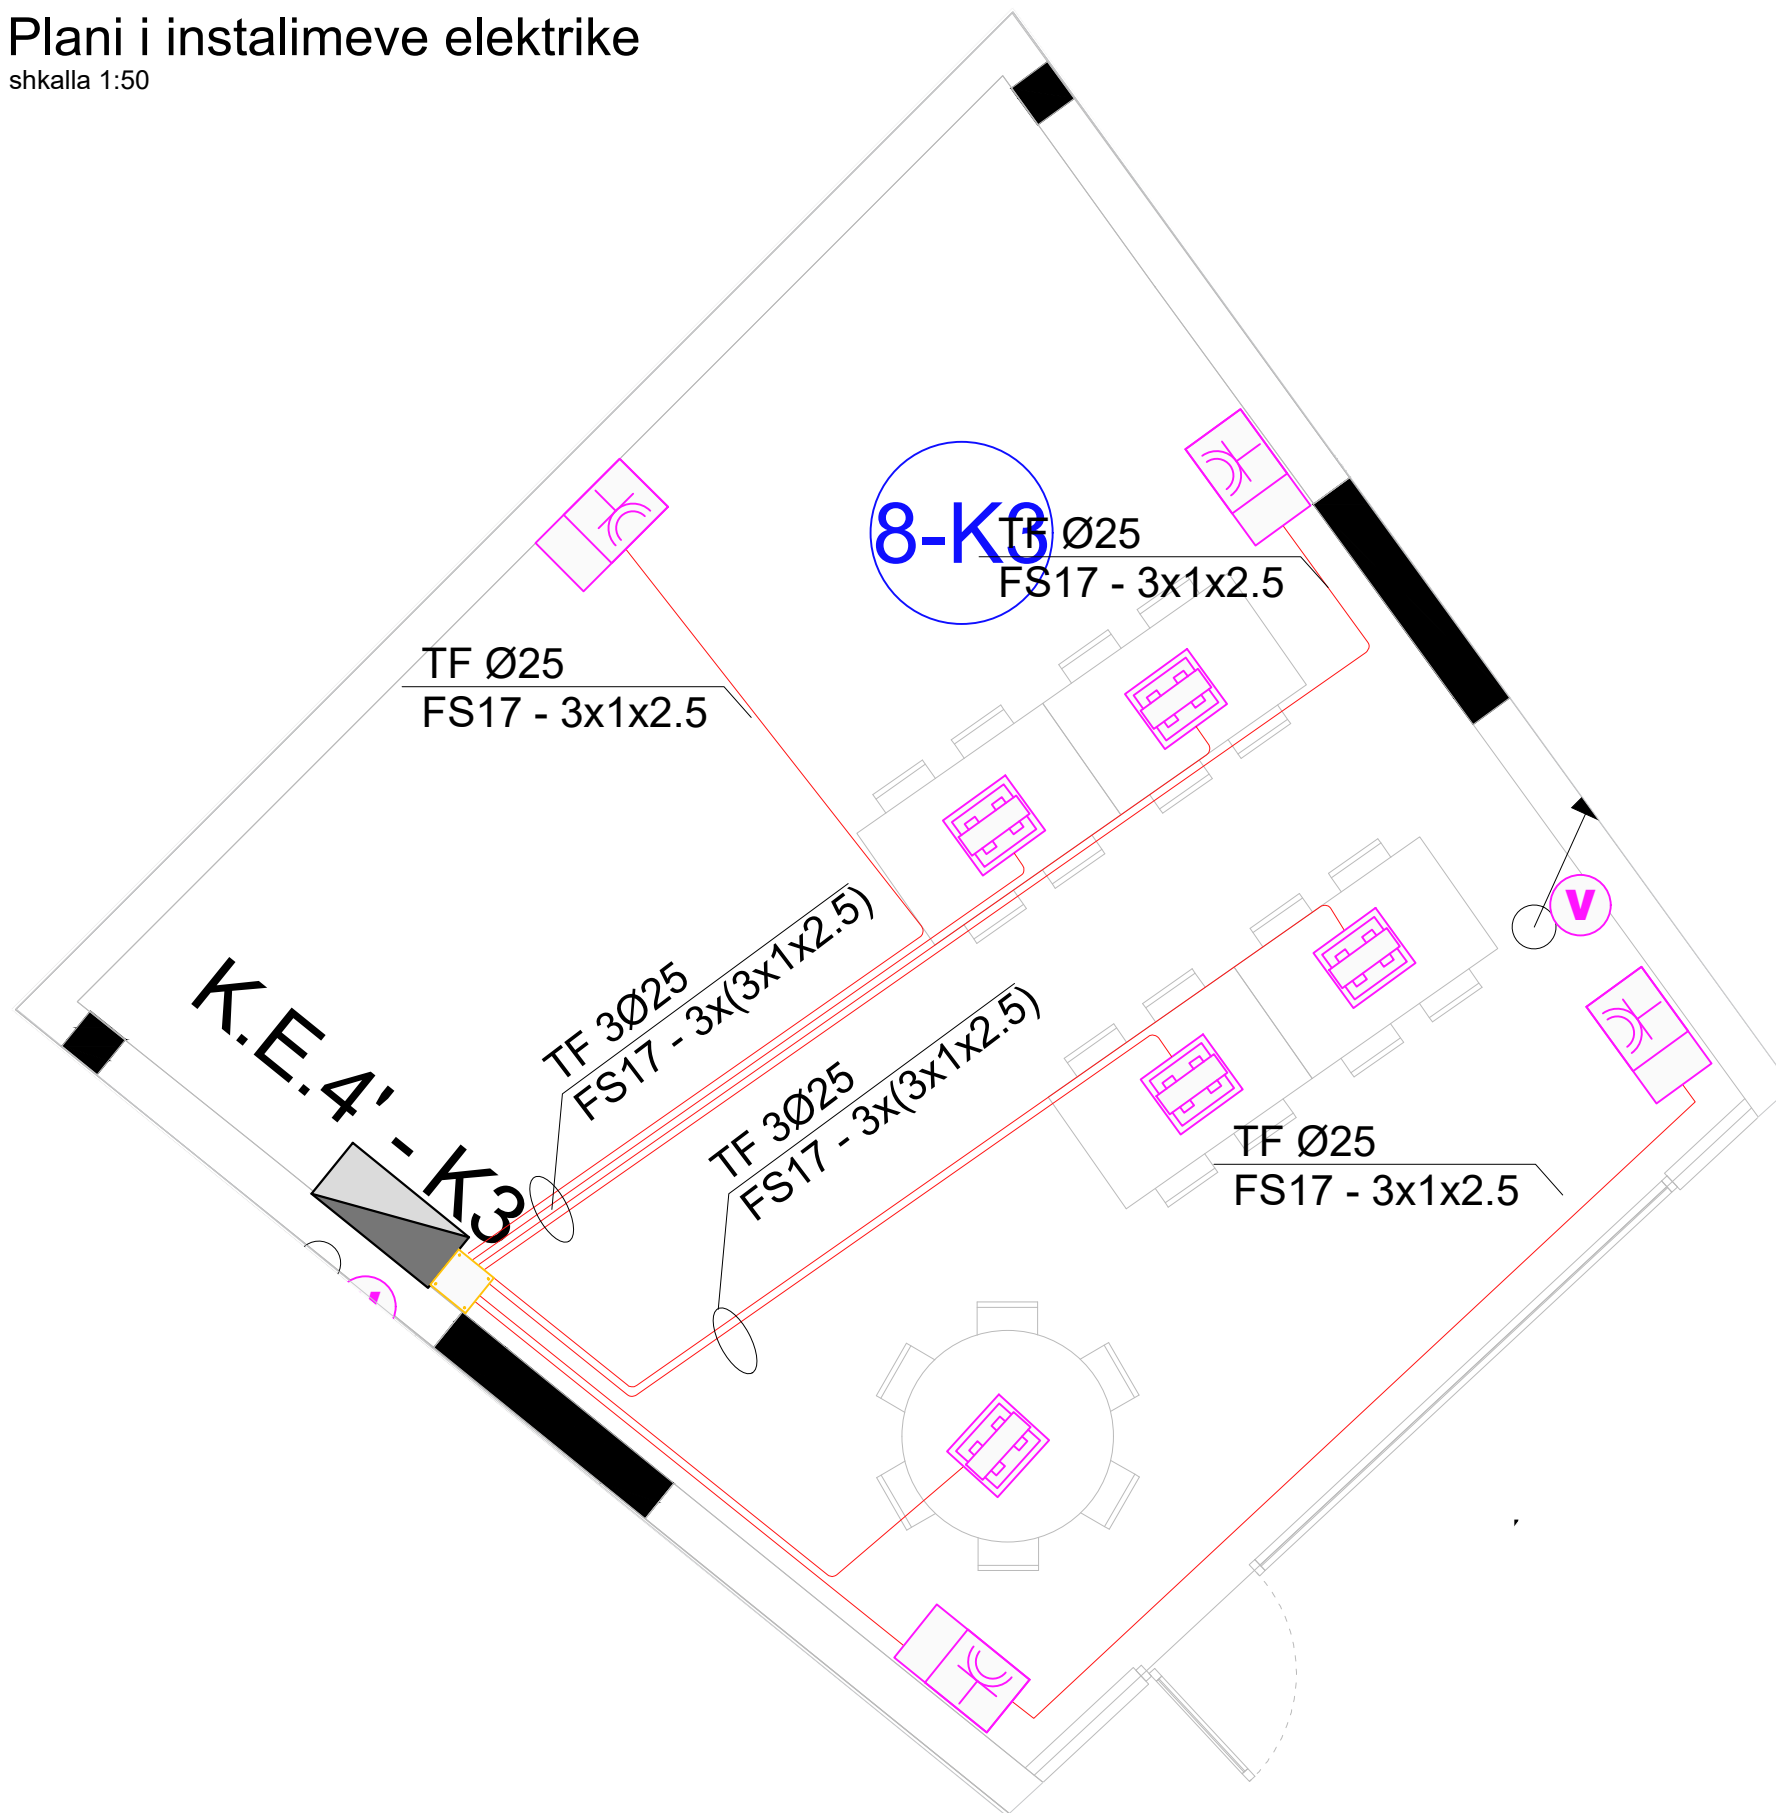 Plani i instalimeve elektrike
shkalla 1:50
8-K3
TF Ø25
FS17 - 3x1x2.5
TF Ø25
FS17 - 3x1x2.5
V
K.E.4' - K3
TF 3Ø25
FS17 - 3x(3x1x2.5)
TF 3Ø25
FS17 - 3x(3x1x2.5)
TF Ø25
FS17 - 3x1x2.5